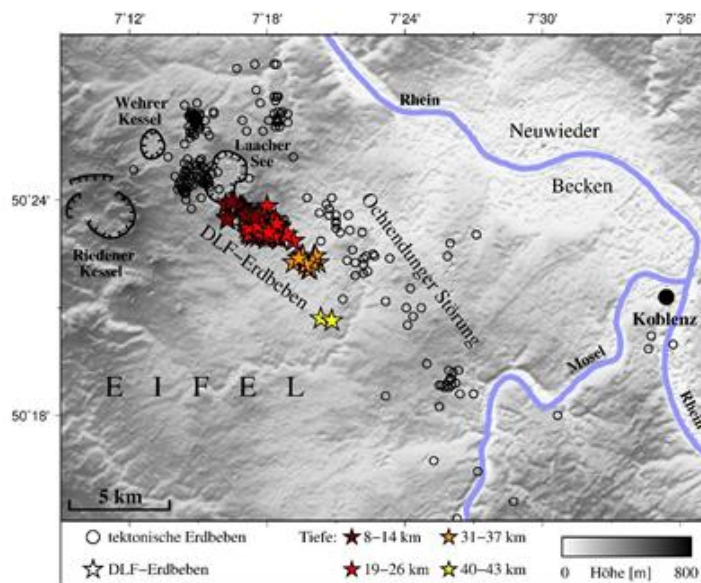 7°12' 7°18' 7°24' 7°30' 7°36'
Wehrer
Kessel
Laacher
See
Rhein
Neuwieder
Becken
50°24'
Riedener
Kessel
DLF-Erdbeben
Ochtendunger Störung
Koblenz
Mosel
EIFEL
50°18'
Rhein
5 km
tektonische Erdbeben Tiefe: 8-14 km 31-37 km
DLF-Erdbeben 19-26 km 40-43 km
0 Höhe [m] 800